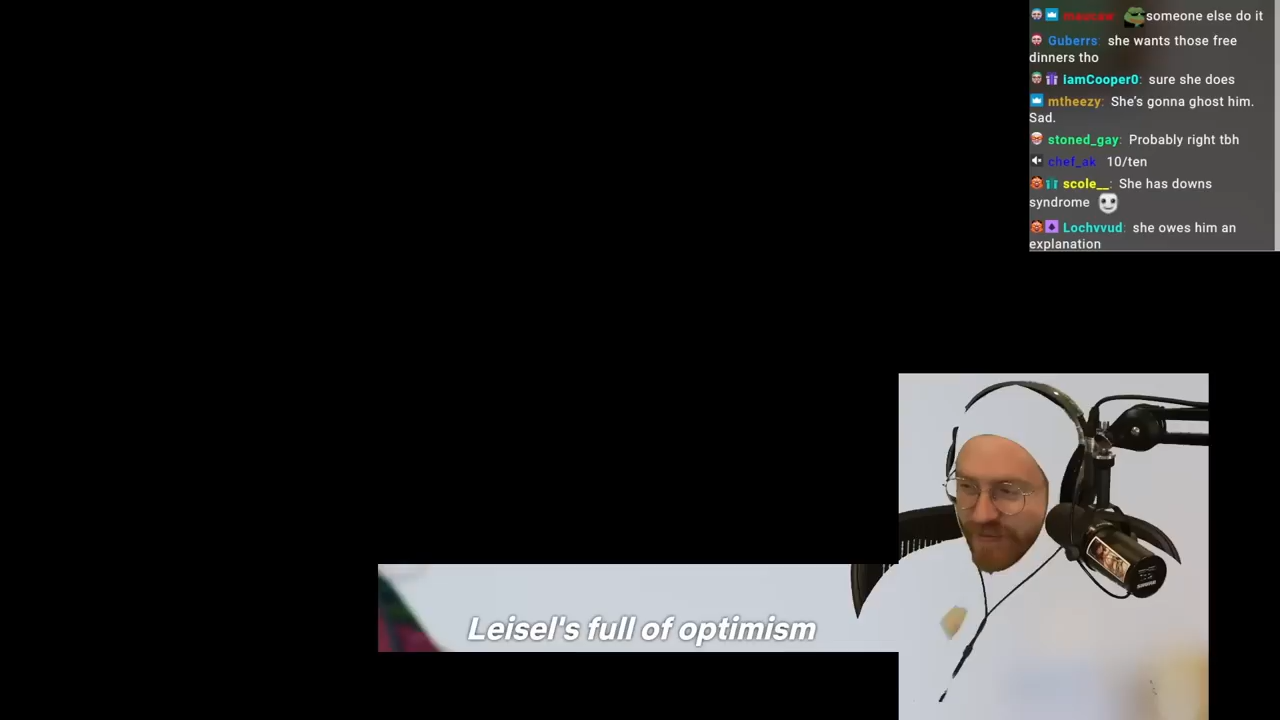 maucaw someone else do it
Guberrs: she wants those free
dinners tho
IamCooper0: sure she does
mtheezy: She's gonna ghost him.
Sad.
stoned_gay: Probably right tbh
chef_ak 10/ten
scole__: She has downs
syndrome
Lochvvud: she owes him an
explanation
Leisel's full of optimism